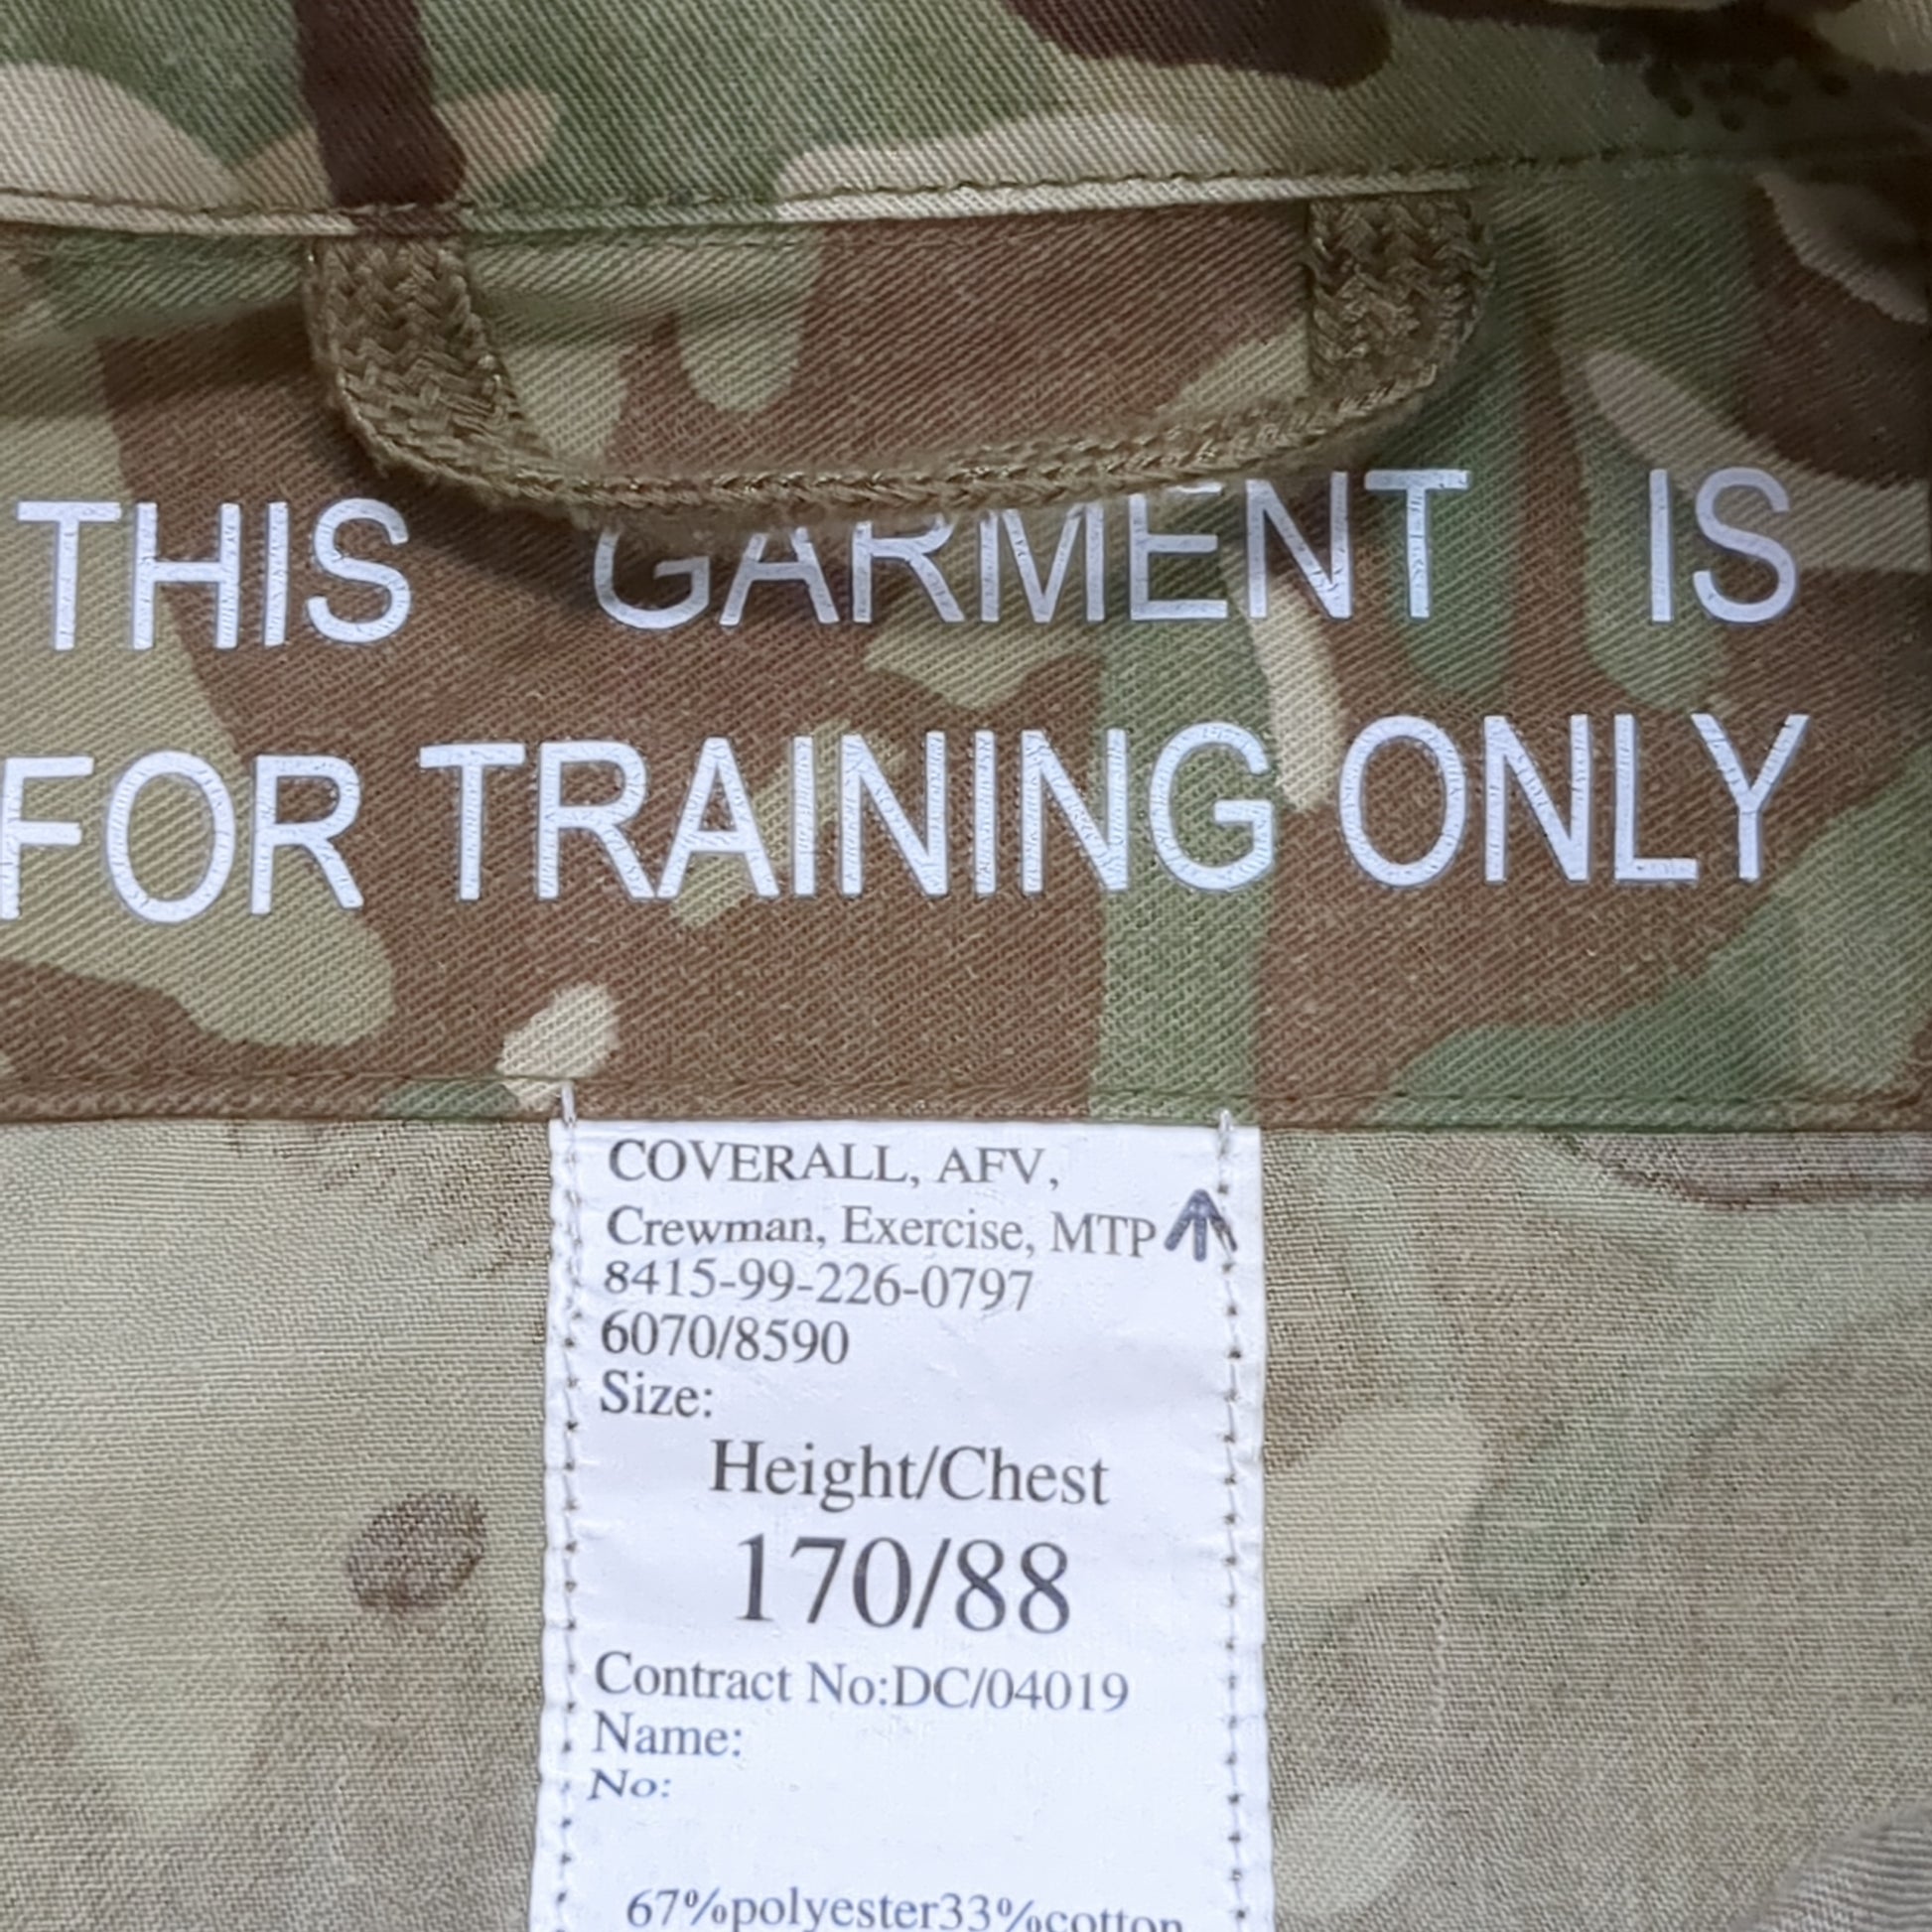 THIS GARMENT IS
FOR TRAINING ONLY
COVERALL, AFV,
Crewman, Exercise, MTP
8415-99-226-0797
6070/8590
Size:
Height/Chest
170/88
Contract No:DC/04019
Name:
No:
67%polyester33%cotton